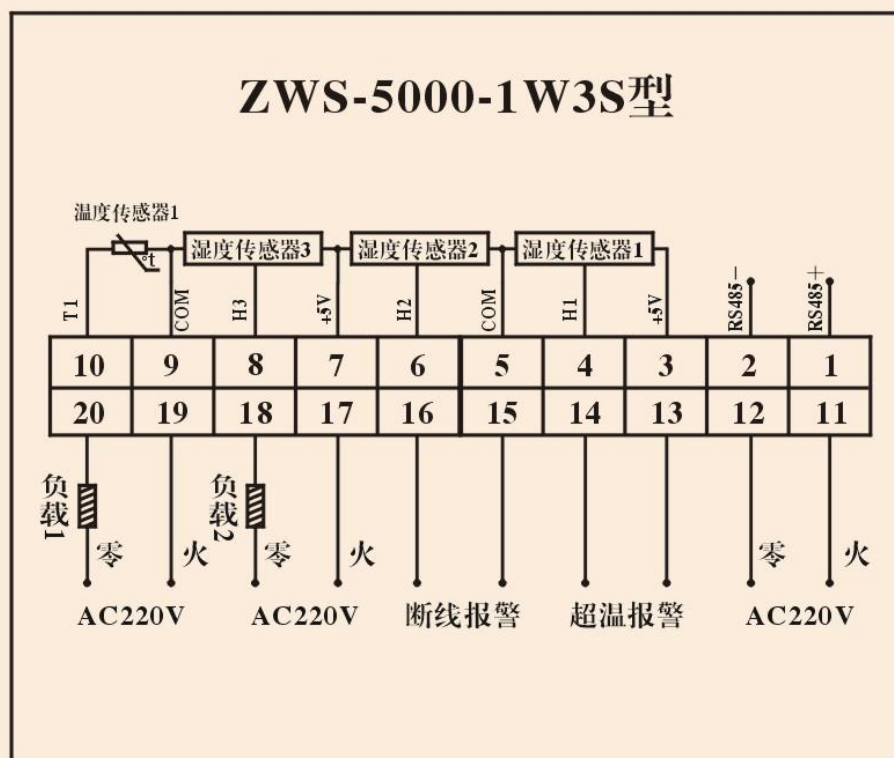 ZWS-5000-1W3S型
温度传感器1
°t
湿度传感器3
湿度传感器2
湿度传感器1
T1
COM
H3
+5V
H2
COM
H1
+5V
RS485－
RS485＋
10 9 8 7 6 5 4 3 2 1
20 19 18 17 16 15 14 13 12 11
负载1
零
火
负载2
零
火
零
火
AC220V
AC220V
断线报警
超温报警
AC220V